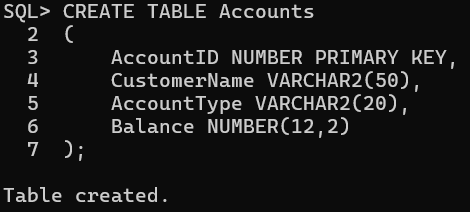 SQL> CREATE TABLE Accounts
  2  (
  3      AccountID NUMBER PRIMARY KEY,
  4      CustomerName VARCHAR2(50),
  5      AccountType VARCHAR2(20),
  6      Balance NUMBER(12,2)
  7  );
Table created.